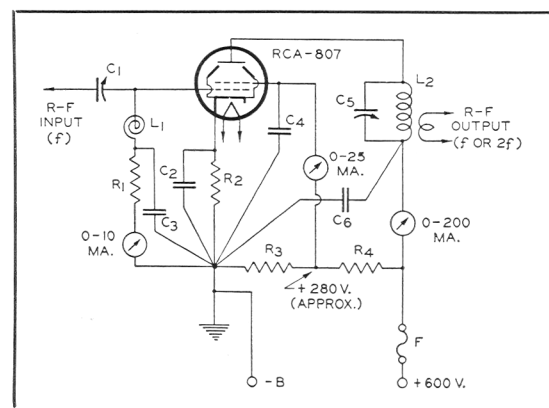 RCA-807
C1
R-F
INPUT
(f)
L1
R1
C2
C3
R2
C4
C5
L2
R-F
OUTPUT
(f OR 2f)
0-25
MA.
C6
0-10
MA.
0-200
MA.
R3
R4
+280 V.
(APPROX.)
F
-B
+600 V.